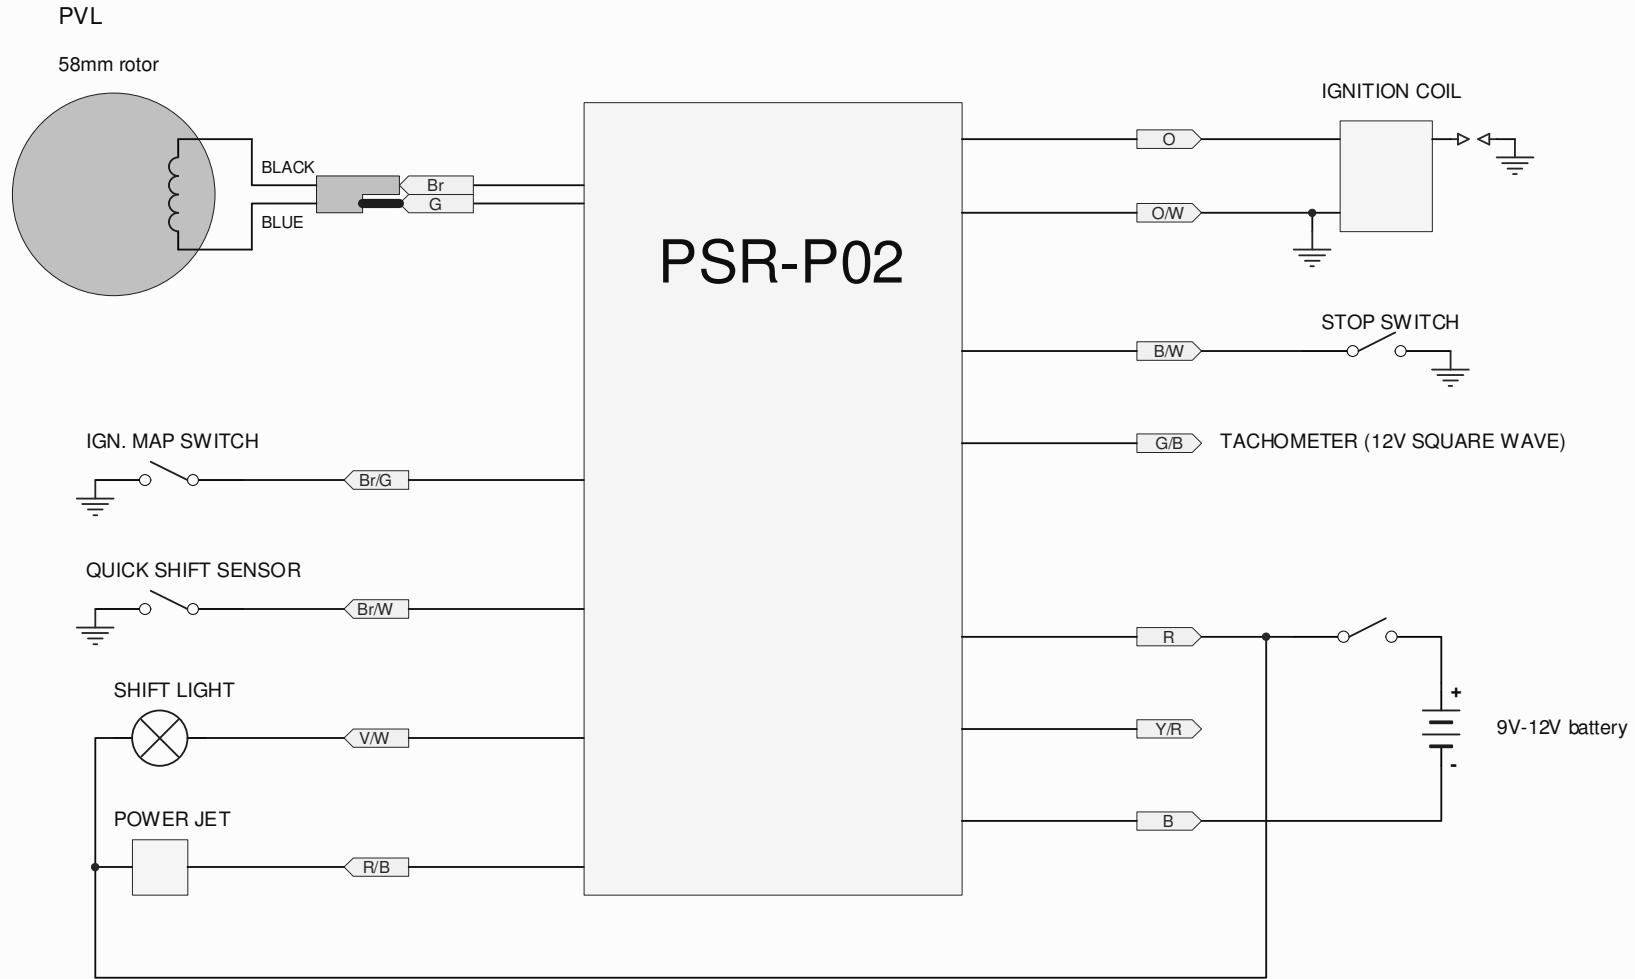 PVL
58mm rotor
BLACK
BLUE
Br
G
PSR-P02
O
IGNITION COIL
O/W
STOP SWITCH
B/W
G/B
TACHOMETER (12V SQUARE WAVE)
IGN. MAP SWITCH
Br/G
QUICK SHIFT SENSOR
Br/W
SHIFT LIGHT
V/W
POWER JET
R/B
R
+
9V-12V battery
-
Y/R
B